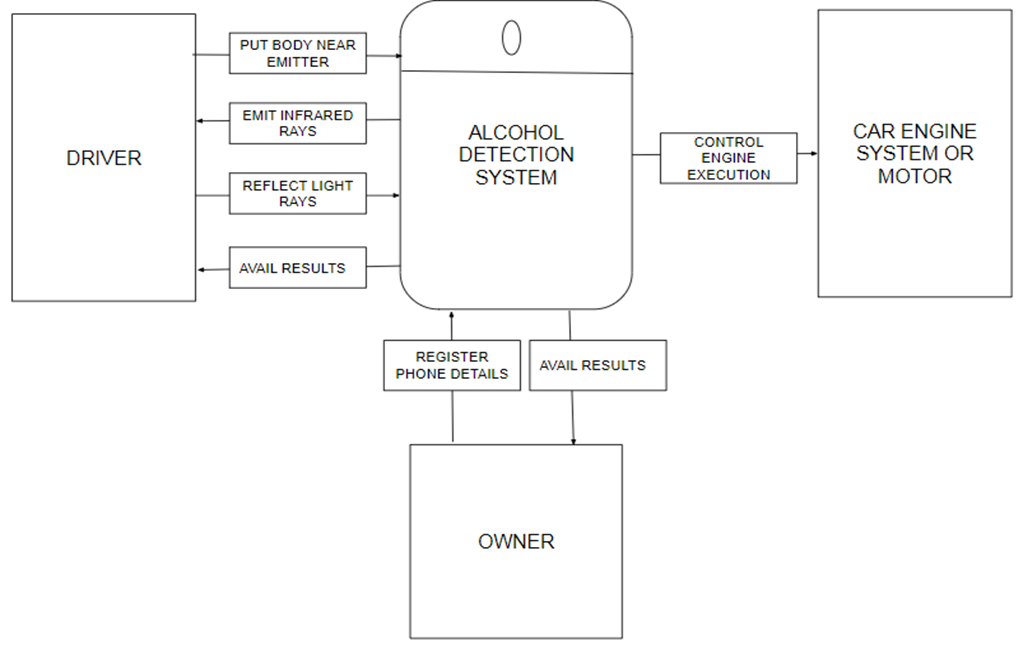 DRIVER
PUT BODY NEAR
EMITTER
EMIT INFRARED
RAYS
REFLECT LIGHT
RAYS
AVAIL RESULTS
ALCOHOL
DETECTION
SYSTEM
CONTROL
ENGINE
EXECUTION
CAR ENGINE
SYSTEM OR
MOTOR
REGISTER
PHONE DETAILS
AVAIL RESULTS
OWNER